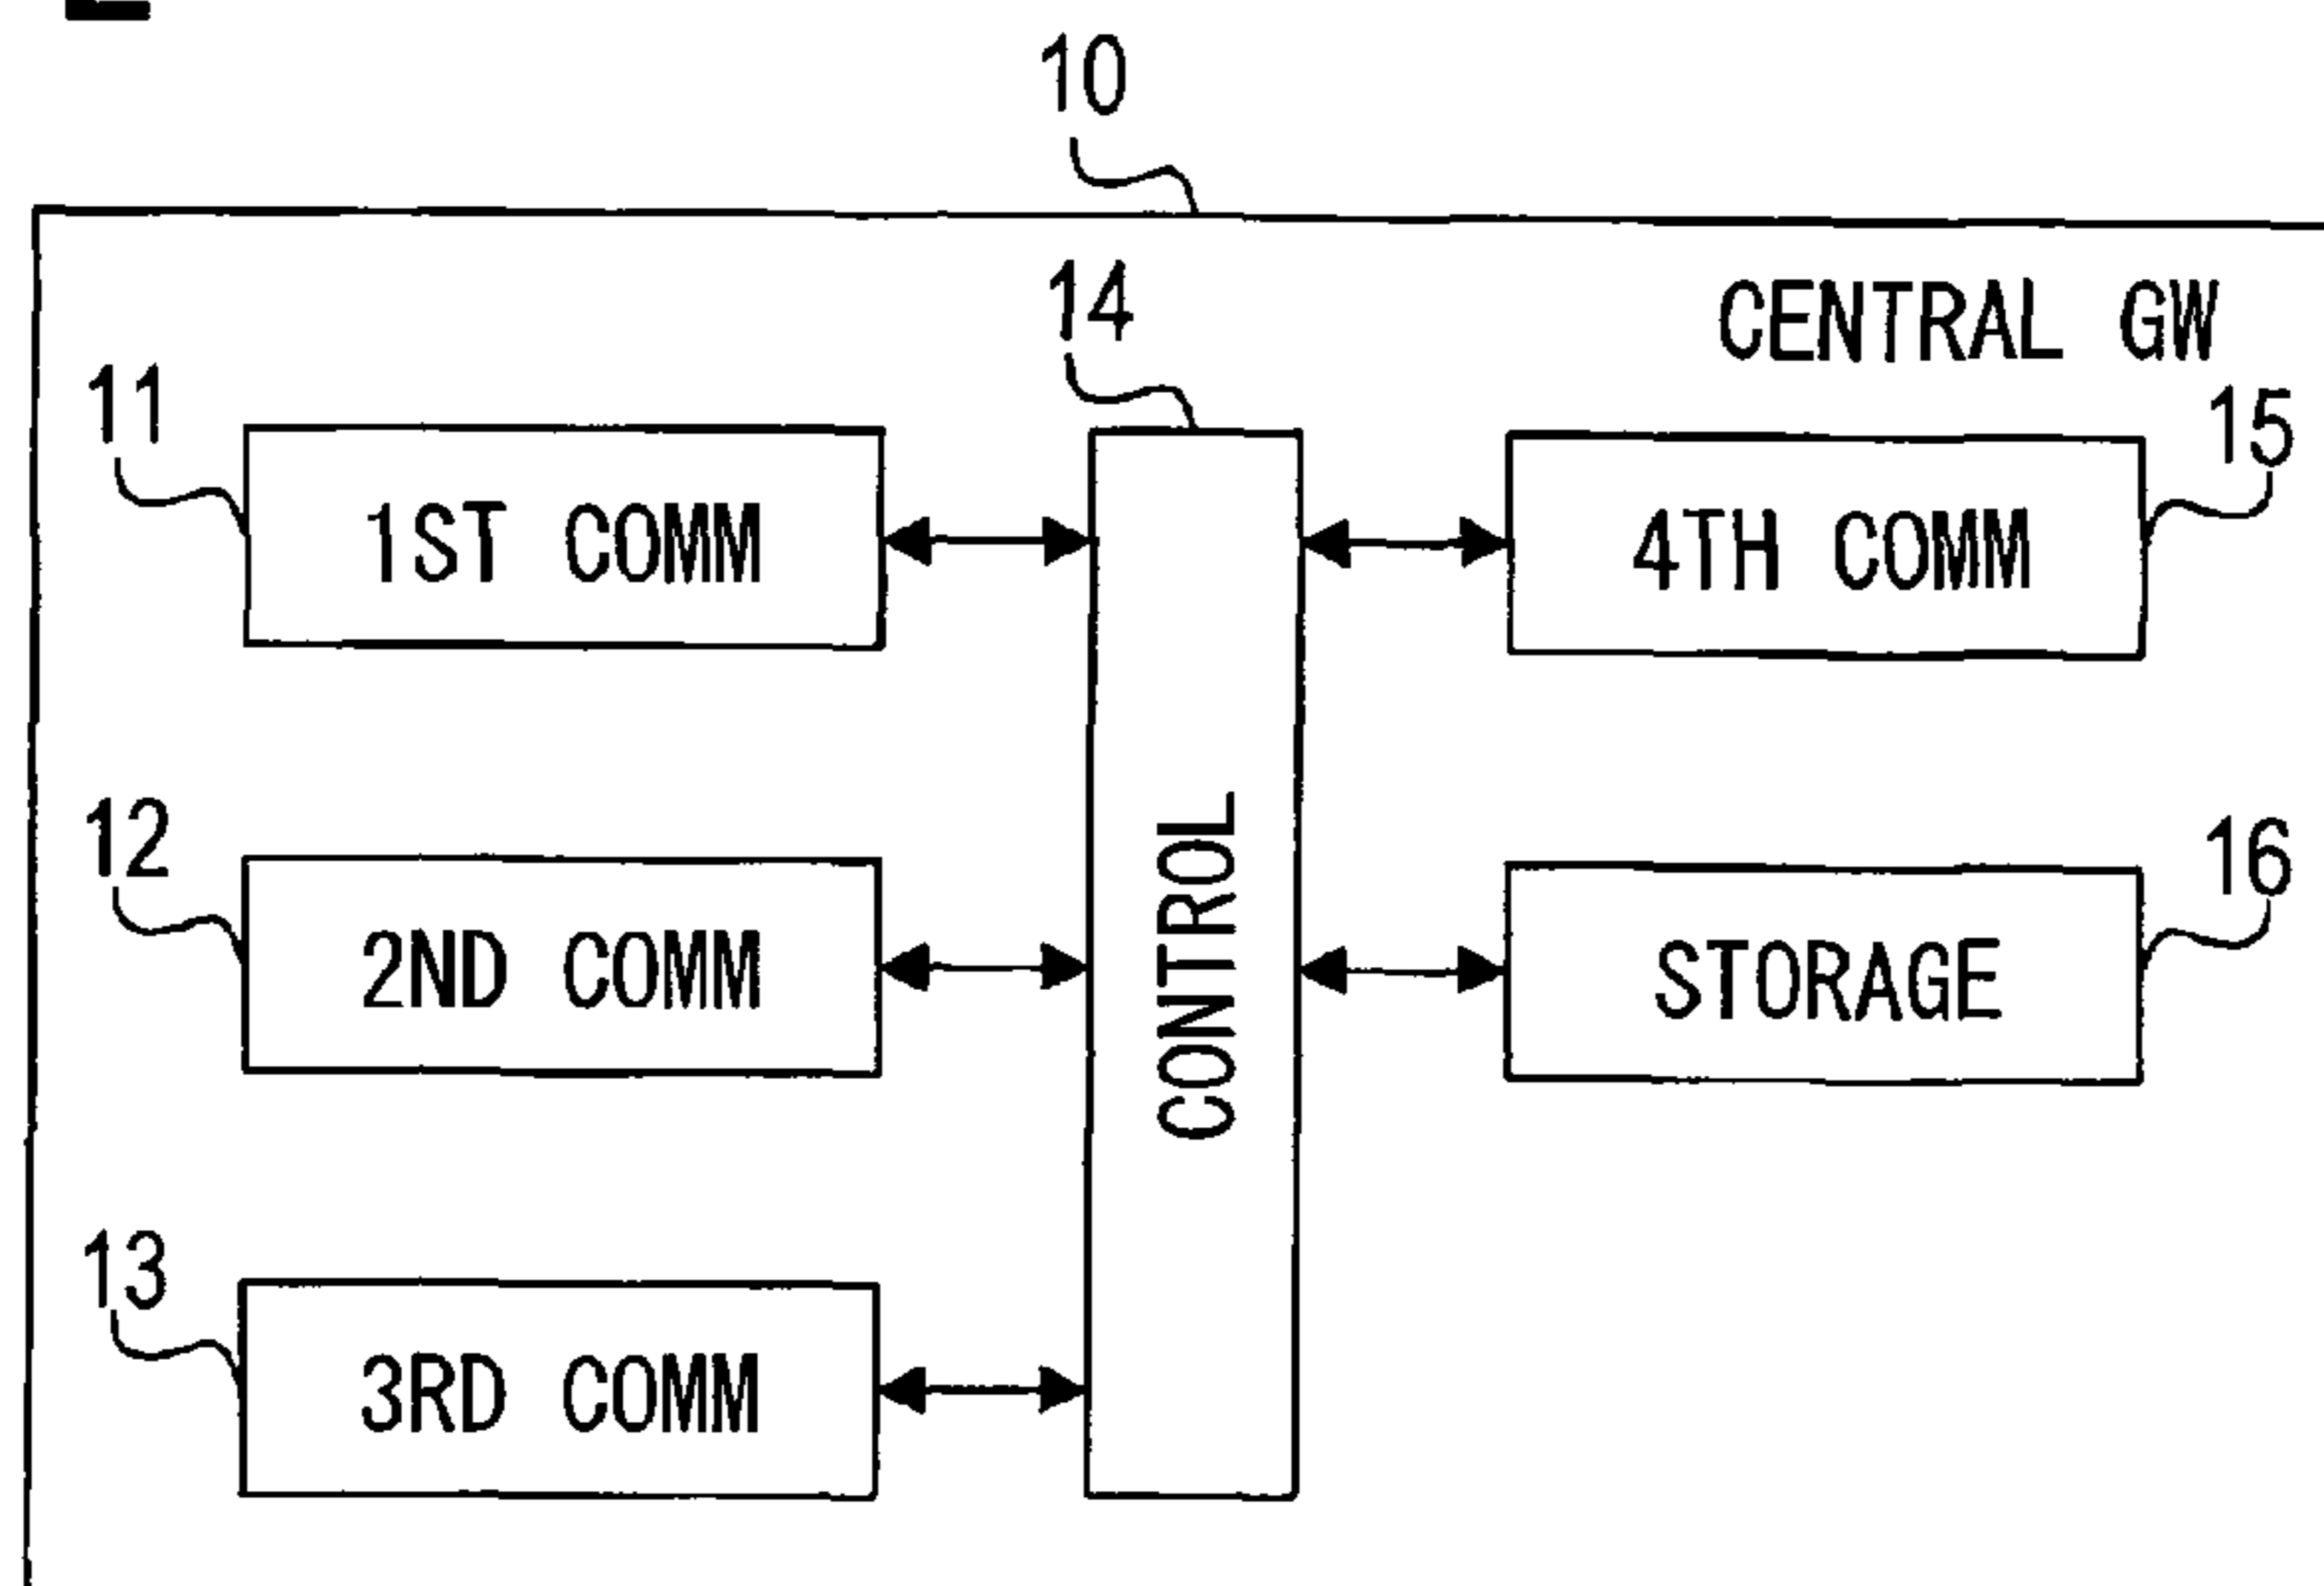 10
CENTRAL GW
14
11
15
1ST COMM
4TH COMM
12
16
2ND COMM
CONTROL
STORAGE
13
3RD COMM